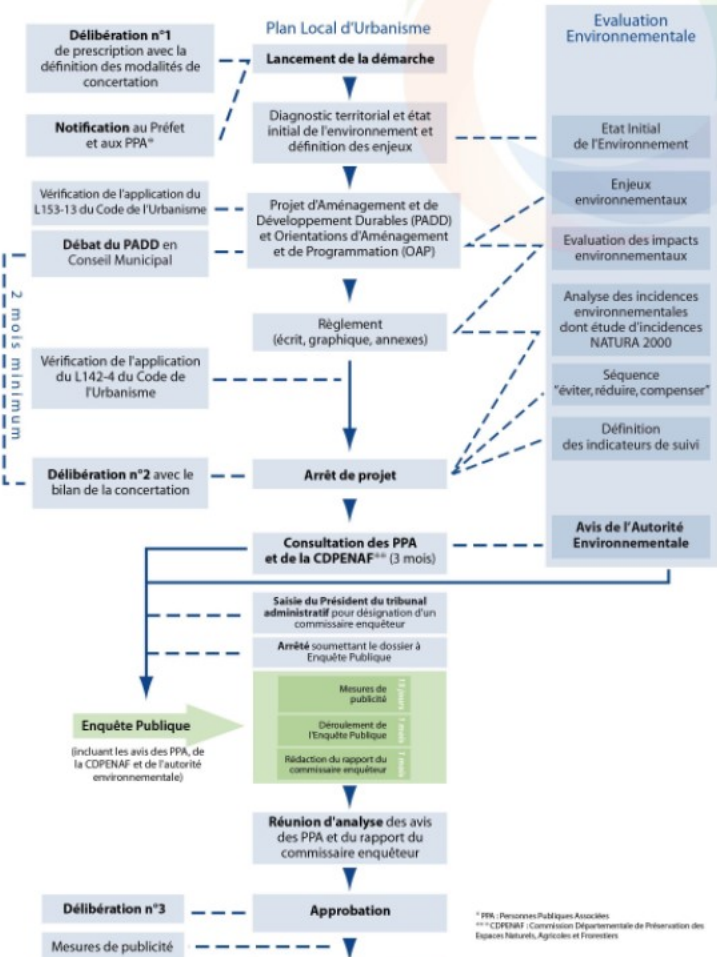 Plan Local d'Urbanisme
Evaluation
Environnementale
Délibération n°1
de prescription avec la
définition des modalités de
concertation
Lancement de la démarche
Notification au Préfet
et aux PPA*
Diagnostic territorial et état
initial de l'environnement et
définition des enjeux
Etat Initial
de l'Environnement
Vérification de l'application du
L153-13 du Code de l'Urbanisme
Débat du PADD en
Conseil Municipal
Projet d'Aménagement et de
Développement Durables (PADD)
et Orientations d'Aménagement
et de Programmation (OAP)
Enjeux
environnementaux
Evaluation des impacts
environnementaux
2 mois minimum
Règlement
(écrit, graphique, annexes)
Analyse des incidences
environnementales
dont étude d'incidences
NATURA 2000
Vérification de l'application
du L142-4 du Code de
l'Urbanisme
Séquence
"éviter, réduire, compenser"
Définition
des indicateurs de suivi
Délibération n°2 avec le
bilan de la concertation
Arrêt de projet
Consultation des PPA
et de la CDPENAF** (3 mois)
Avis de l'Autorité
Environnementale
Saisie du Président du tribunal
administratif pour désignation d'un
commissaire enquêteur
Arrêté soumettant le dossier à
Enquête Publique
Enquête Publique
(incluant les avis des PPA, de
la CDPENAF et de l'autorité
environnementale)
Mesures de
publicité
15 jours
Déroulement de
l'Enquête Publique
1 mois
Rédaction du rapport du
commissaire enquêteur
1 mois
Réunion d'analyse des avis
des PPA et du rapport du
commissaire enquêteur
Délibération n°3
Approbation
Mesures de publicité
* PPA : Personnes Publiques Associées
*** CDPENAF : Commission Départementale de Préservation des
Espaces Naturels, Agricoles et Frorestiers